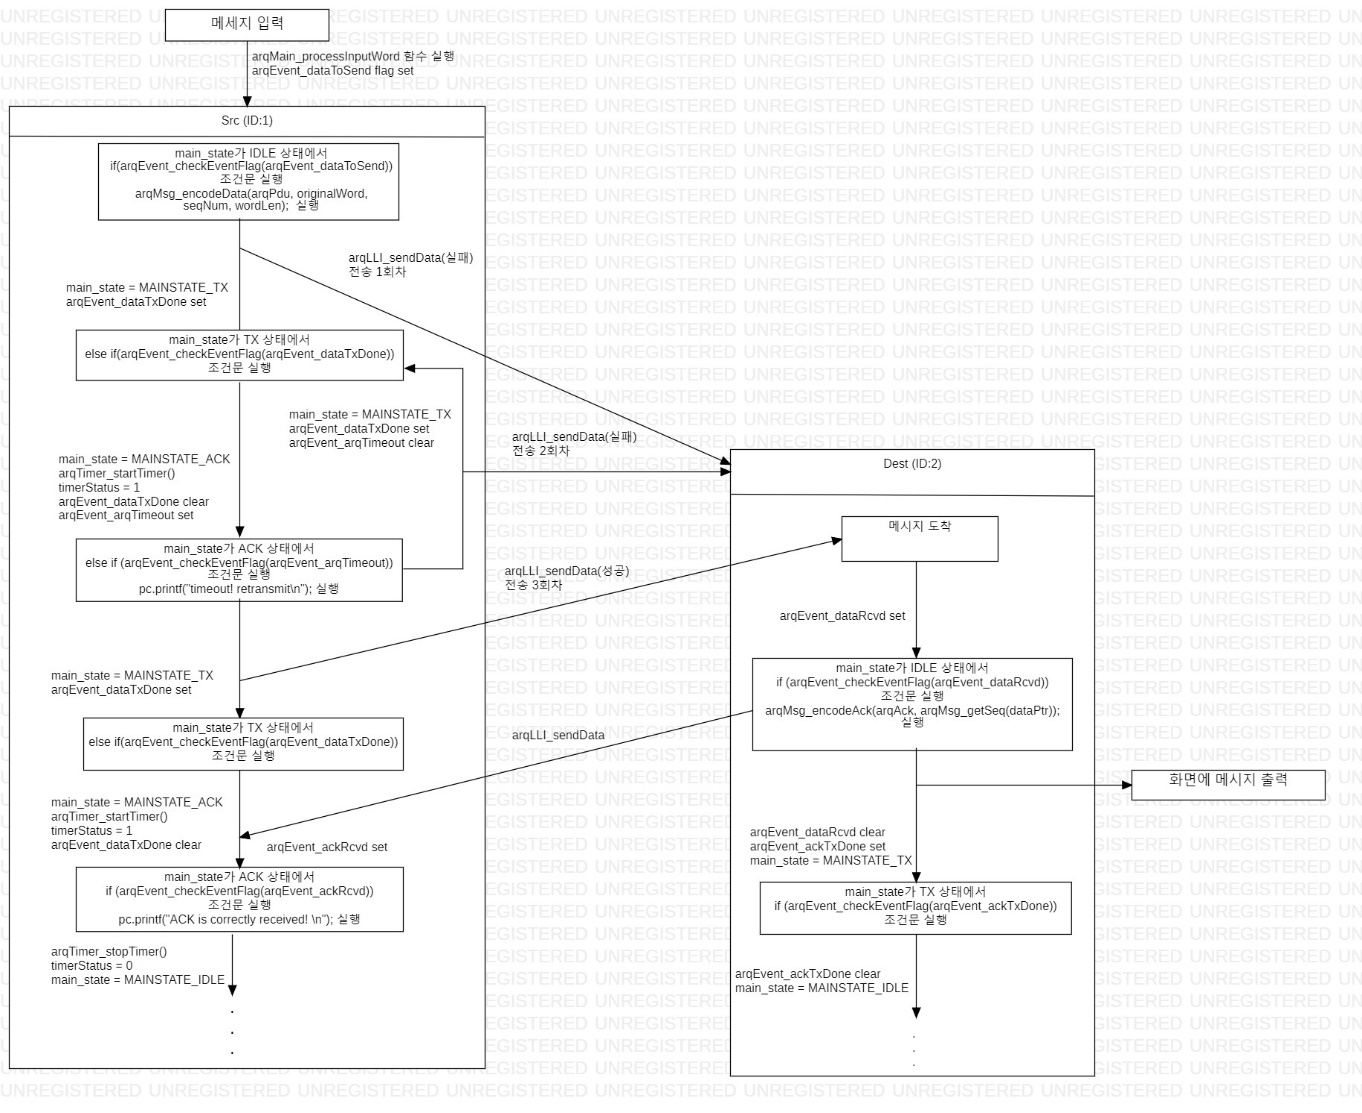 메세지 입력
arqMain_processInputWord 함수 실행
arqEvent_dataToSend flag set
Src (ID:1)
main_state가 IDLE 상태에서
if(arqEvent_checkEventFlag(arqEvent_dataToSend))
조건문 실행
arqMsg_encodeData(arqPdu, originalWord,
seqNum, wordLen); 실행
arqLLI_sendData(실패)
전송 1회차
main_state = MAINSTATE_TX
arqEvent_dataTxDone set
main_state가 TX 상태에서
else if(arqEvent_checkEventFlag(arqEvent_dataTxDone))
조건문 실행
main_state = MAINSTATE_TX
arqEvent_dataTxDone set
arqEvent_arqTimeout clear
arqLLI_sendData(실패)
전송 2회차
main_state = MAINSTATE_ACK
arqTimer_startTimer()
timerStatus = 1
arqEvent_dataTxDone clear
arqEvent_arqTimeout set
main_state가 ACK 상태에서
else if (arqEvent_checkEventFlag(arqEvent_arqTimeout))
조건문 실행
pc.printf("timeout! retransmit\n"); 실행
arqLLI_sendData(성공)
전송 3회차
main_state = MAINSTATE_TX
arqEvent_dataTxDone set
main_state가 TX 상태에서
else if(arqEvent_checkEventFlag(arqEvent_dataTxDone))
조건문 실행
arqLLI_sendData
main_state = MAINSTATE_ACK
arqTimer_startTimer()
timerStatus = 1
arqEvent_dataTxDone clear
arqEvent_ackRcvd set
main_state가 ACK 상태에서
if (arqEvent_checkEventFlag(arqEvent_ackRcvd))
조건문 실행
pc.printf("ACK is correctly received! \n"); 실행
arqTimer_stopTimer()
timerStatus = 0
main_state = MAINSTATE_IDLE
Dest (ID:2)
메시지 도착
arqEvent_dataRcvd set
main_state가 IDLE 상태에서
if (arqEvent_checkEventFlag(arqEvent_dataRcvd))
조건문 실행
arqMsg_encodeAck(arqAck, arqMsg_getSeq(dataPtr));
실행
화면에 메시지 출력
arqEvent_dataRcvd clear
arqEvent_ackTxDone set
main_state = MAINSTATE_TX
main_state가 TX 상태에서
if (arqEvent_checkEventFlag(arqEvent_ackTxDone))
조건문 실행
arqEvent_ackTxDone clear
main_state = MAINSTATE_IDLE